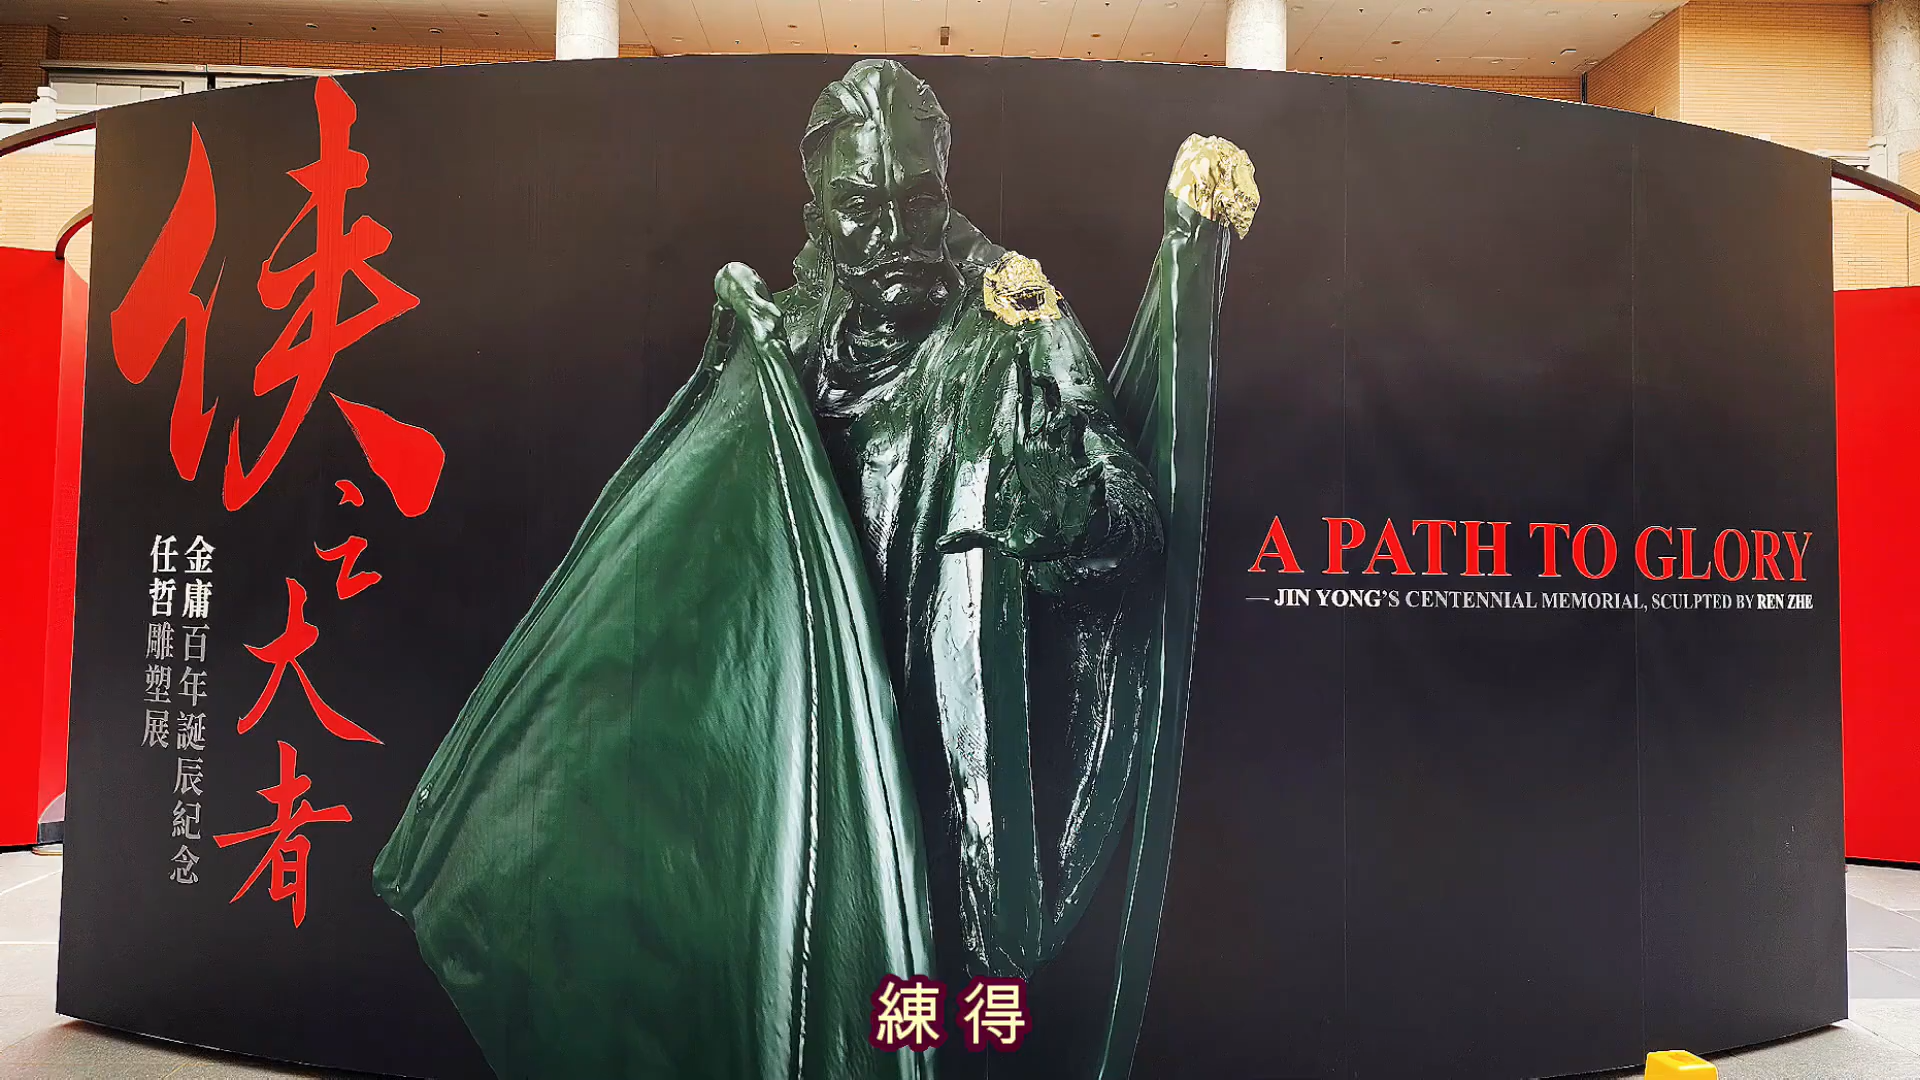 俠之大者
金庸百年誕辰紀念
任哲雕塑展
A PATH TO GLORY
— JIN YONG'S CENTENNIAL MEMORIAL, SCULPTED BY REN ZHE
練得